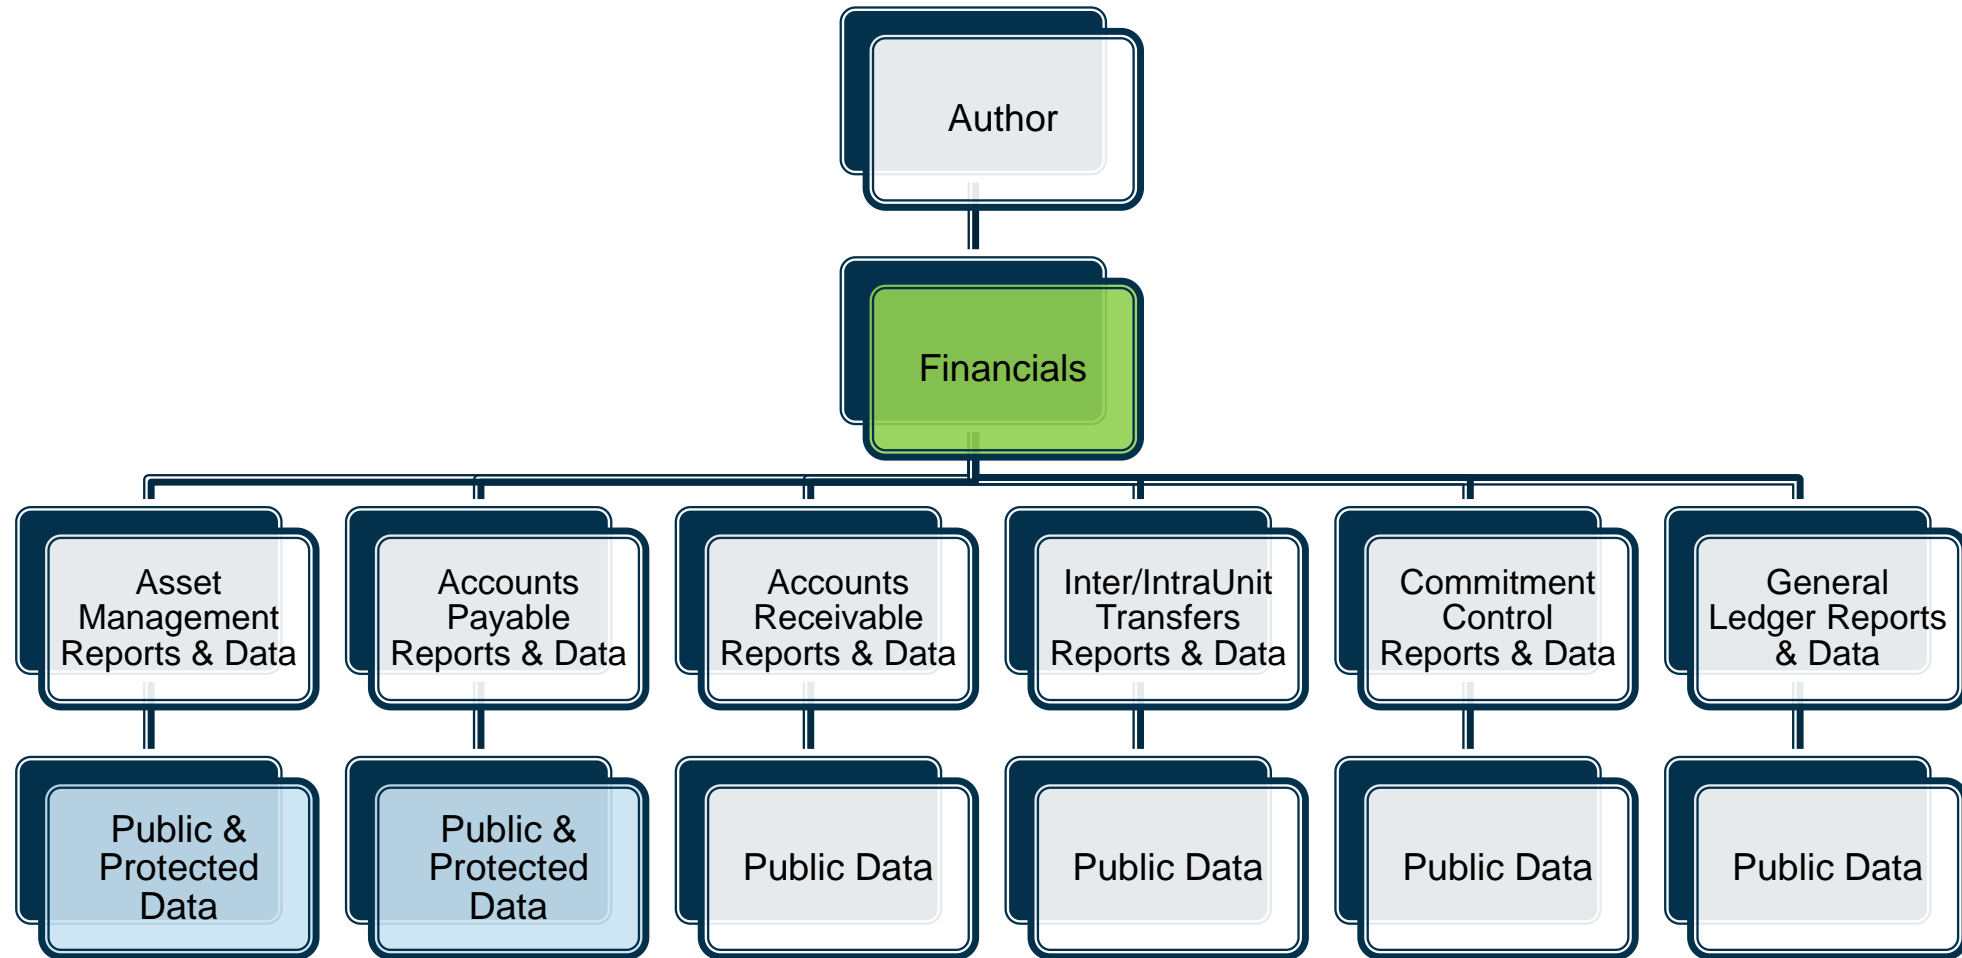 Author
Financials
Asset
Management
Reports & Data
Accounts
Payable
Reports & Data
Accounts
Receivable
Reports & Data
Inter/IntraUnit
Transfers
Reports & Data
Commitment
Control
Reports & Data
General
Ledger Reports
& Data
Public &
Protected
Data
Public &
Protected
Data
Public Data
Public Data
Public Data
Public Data